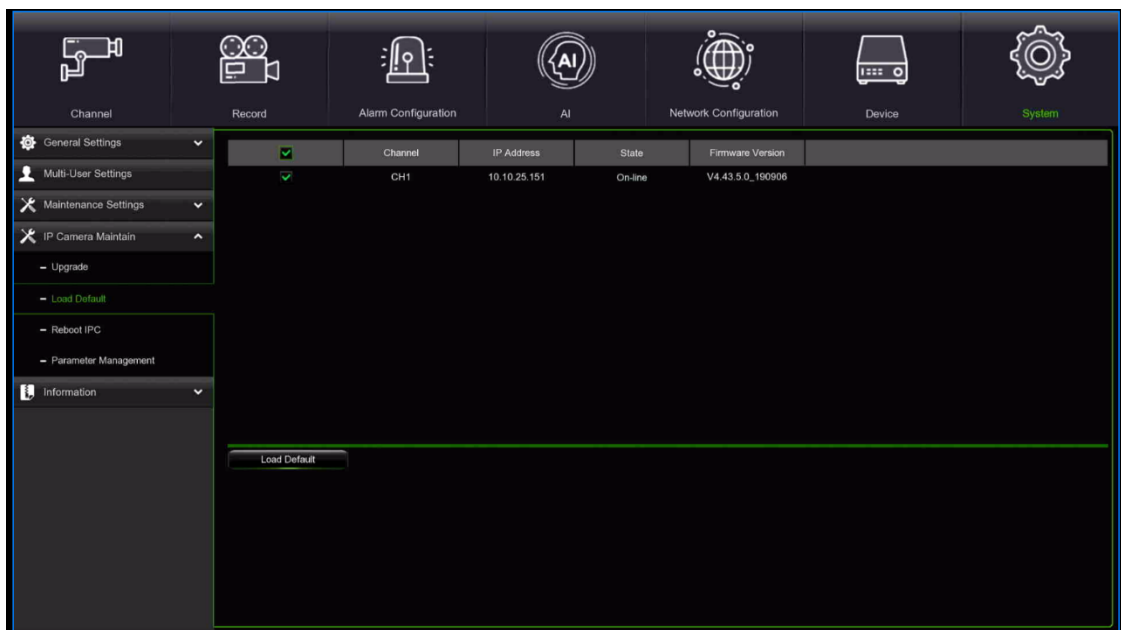 AI
Channel Record Alarm Configuration AI Network Configuration Device System
General Settings
Channel IP Address State Firmware Version
Multi-User Settings
CH1 10.10.25.151 On-line V4.43.5.0_190906
Maintenance Settings
IP Camera Maintain
– Upgrade
– Load Default
– Reboot IPC
– Parameter Management
Information
Load Default